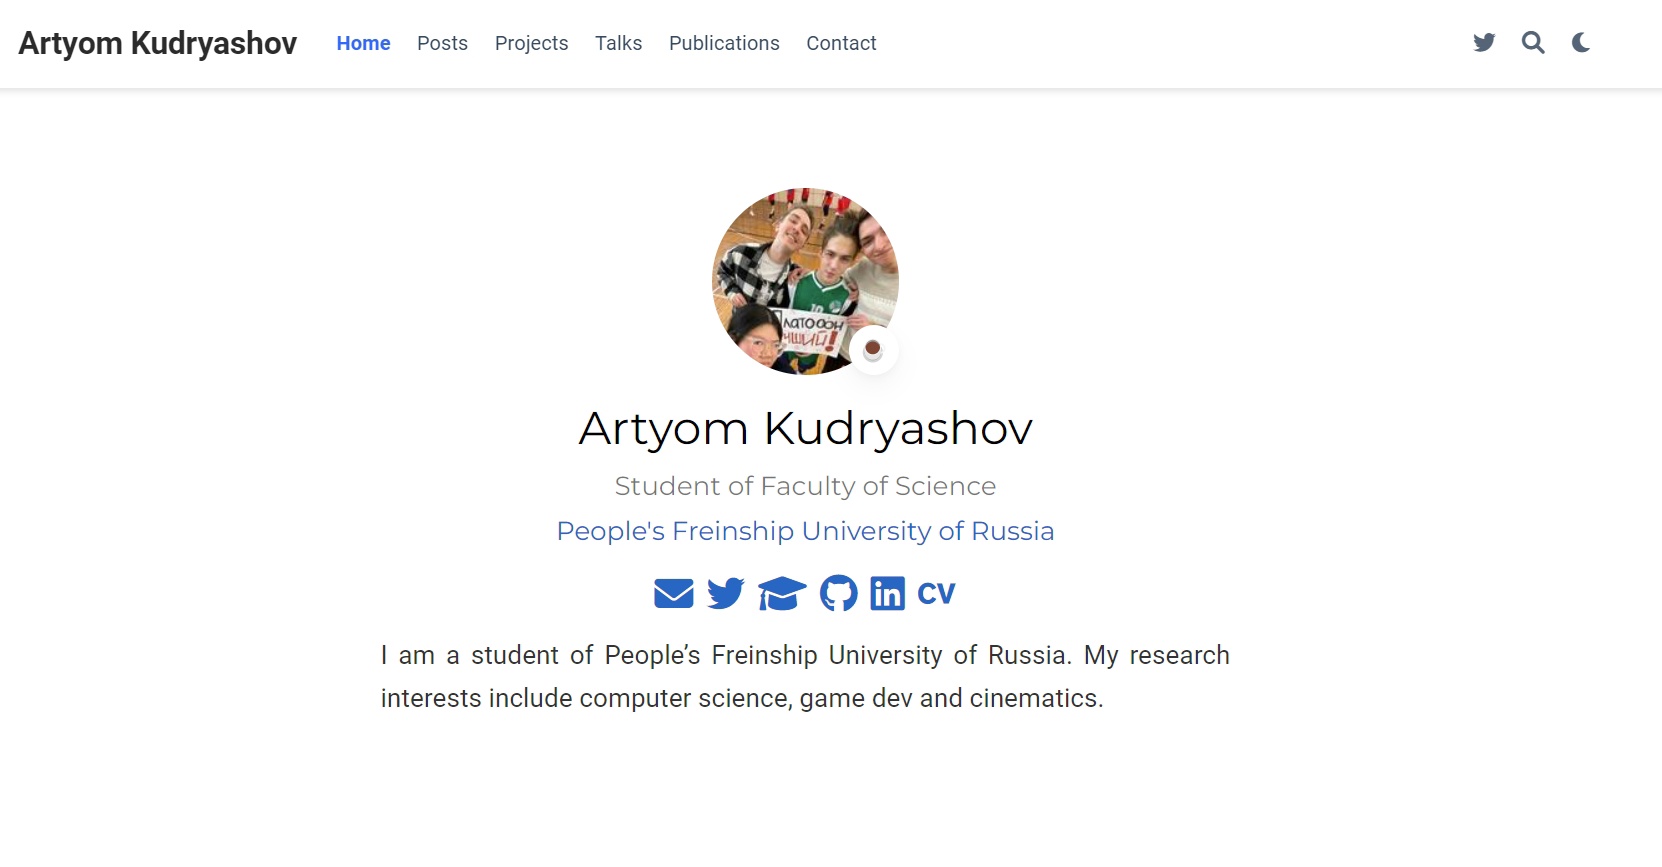 Artyom Kudryashov Home Posts Projects Talks Publications Contact
ЛАТОООН
ЧШИЙ!
Artyom Kudryashov
Student of Faculty of Science
People's Freinship University of Russia
CV
I am a student of People’s Freinship University of Russia. My research
interests include computer science, game dev and cinematics.